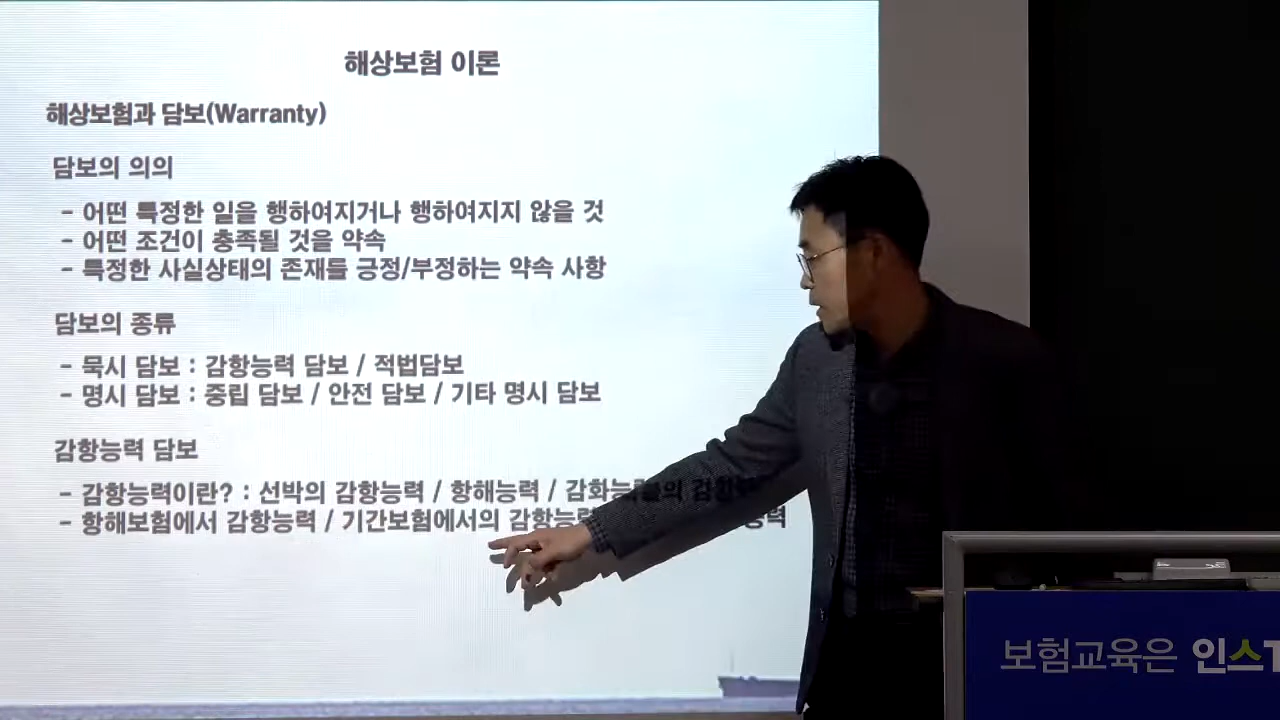 해상보험 이론
해상보험과 담보(Warranty)
담보의 의의
- 어떤 특정한 일을 행하여지거나 행하여지지 않을 것
- 어떤 조건이 충족될 것을 약속
- 특정한 사실상태의 존재를 긍정/부정하는 약속 사항
담보의 종류
- 묵시 담보 : 감항능력 담보 / 적법담보
- 명시 담보 : 중립 담보 / 안전 담보 / 기타 명시 담보
감항능력 담보
- 감항능력이란? : 선박의 감항능력 / 항해능력 /
- 항해보험에서 감항능력 / 기간보험에서의
보험교육은 인스